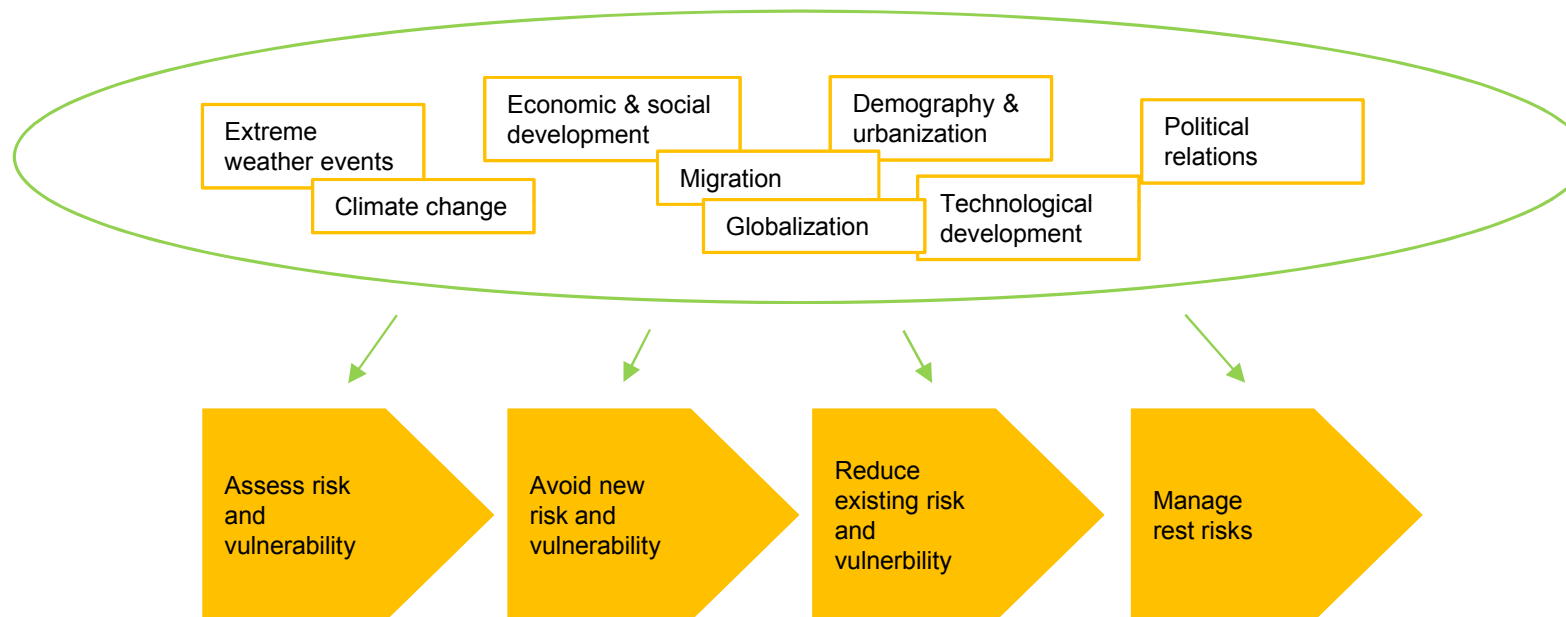 Extreme
weather events
Climate change
Economic & social
development
Migration
Globalization
Demography &
urbanization
Technological
development
Political
relations
Assess risk
and
vulnerability
Avoid new
risk and
vulnerability
Reduce
existing risk
and
vulnerbility
Manage
rest risks